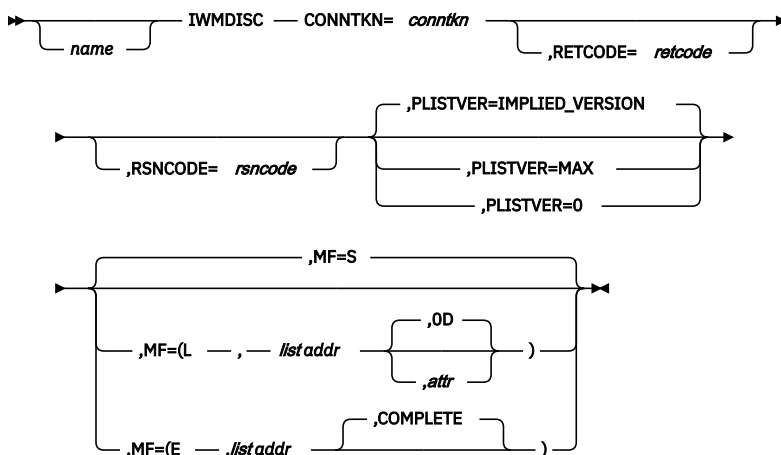 IWMDISC CONNTKN= conntkn
name ,RETCODE= retcode
,PLISTVER=IMPLIED_VERSION
,RSNCODE= rsncode ,PLISTVER=MAX
,PLISTVER=0
,MF=S
,0D
,MF=(L , list addr )
,attr
,COMPLETE
,MF=(E ,list addr )